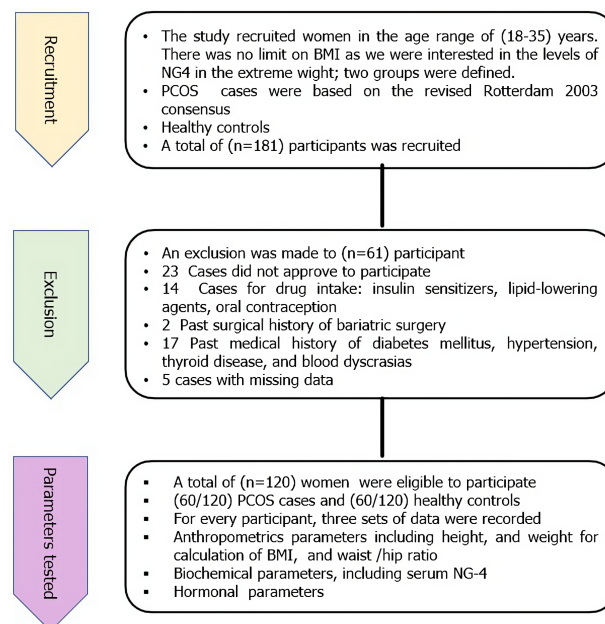 Recruitment
• The study recruited women in the age range of (18-35) years.
There was no limit on BMI as we were interested in the levels of
NG4 in the extreme wight; two groups were defined.
• PCOS cases were based on the revised Rotterdam 2003
consensus
• Healthy controls
• A total of (n=181) participants was recruited
Exclusion
• An exclusion was made to (n=61) participant
• 23 Cases did not approve to participate
• 14 Cases for drug intake: insulin sensitizers, lipid-lowering
agents, oral contraception
• 2 Past surgical history of bariatric surgery
• 17 Past medical history of diabetes mellitus, hypertension,
thyroid disease, and blood dyscrasias
• 5 cases with missing data
Parameters tested
▪ A total of (n=120) women were eligible to participate
▪ (60/120) PCOS cases and (60/120) healthy controls
▪ For every participant, three sets of data were recorded
▪ Anthropometrics parameters including height, and weight for
calculation of BMI, and waist /hip ratio
▪ Biochemical parameters, including serum NG-4
▪ Hormonal parameters